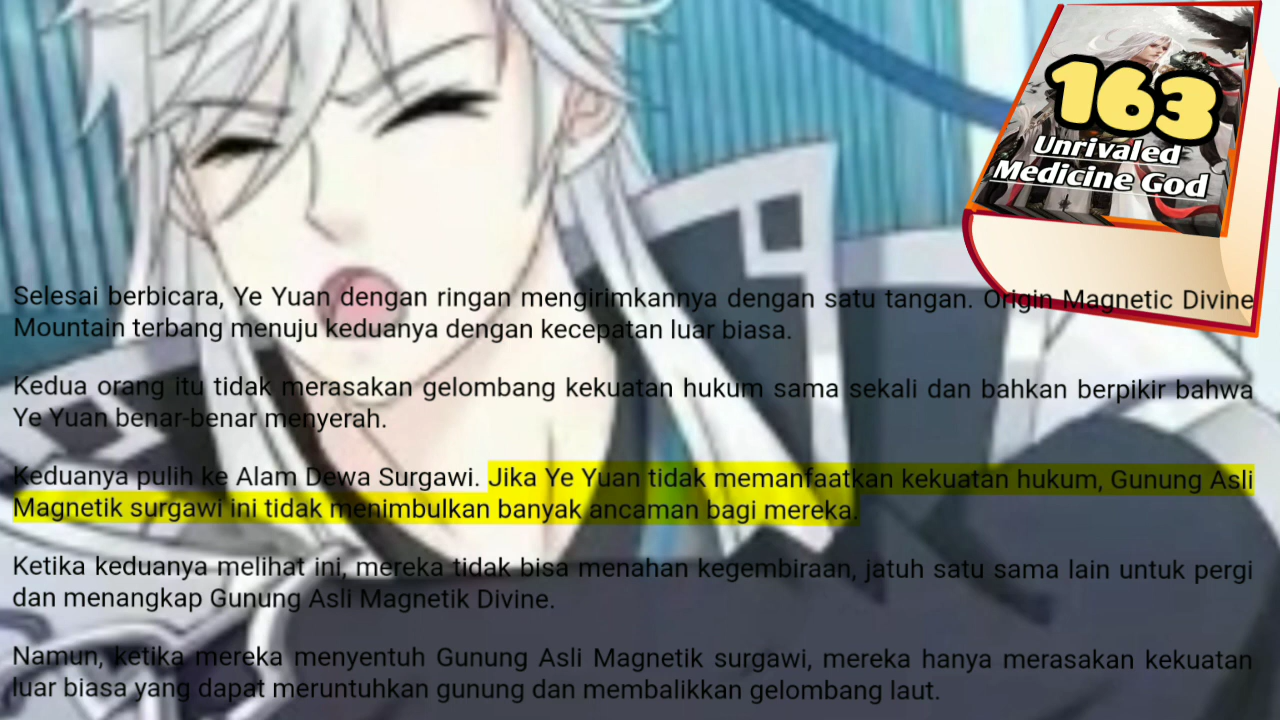 163
Unrivaled
Medicine God
Selesai berbicara, Ye Yuan dengan ringan mengirimkannya dengan satu tangan. Origin Magnetic Divine
Mountain terbang menuju keduanya dengan kecepatan luar biasa.
Kedua orang itu tidak merasakan gelombang kekuatan hukum sama sekali dan bahkan berpikir bahwa
Ye Yuan benar-benar menyerah.
Keduanya pulih ke Alam Dewa Surgawi. Jika Ye Yuan tidak memanfaatkan kekuatan hukum, Gunung Asli
Magnetik surgawi ini tidak menimbulkan banyak ancaman bagi mereka.
Ketika keduanya melihat ini, mereka tidak bisa menahan kegembiraan, jatuh satu sama lain untuk pergi
dan menangkap Gunung Asli Magnetik Divine.
Namun, ketika mereka menyentuh Gunung Asli Magnetik surgawi, mereka hanya merasakan kekuatan
luar biasa yang dapat meruntuhkan gunung dan membalikkan gelombang laut.